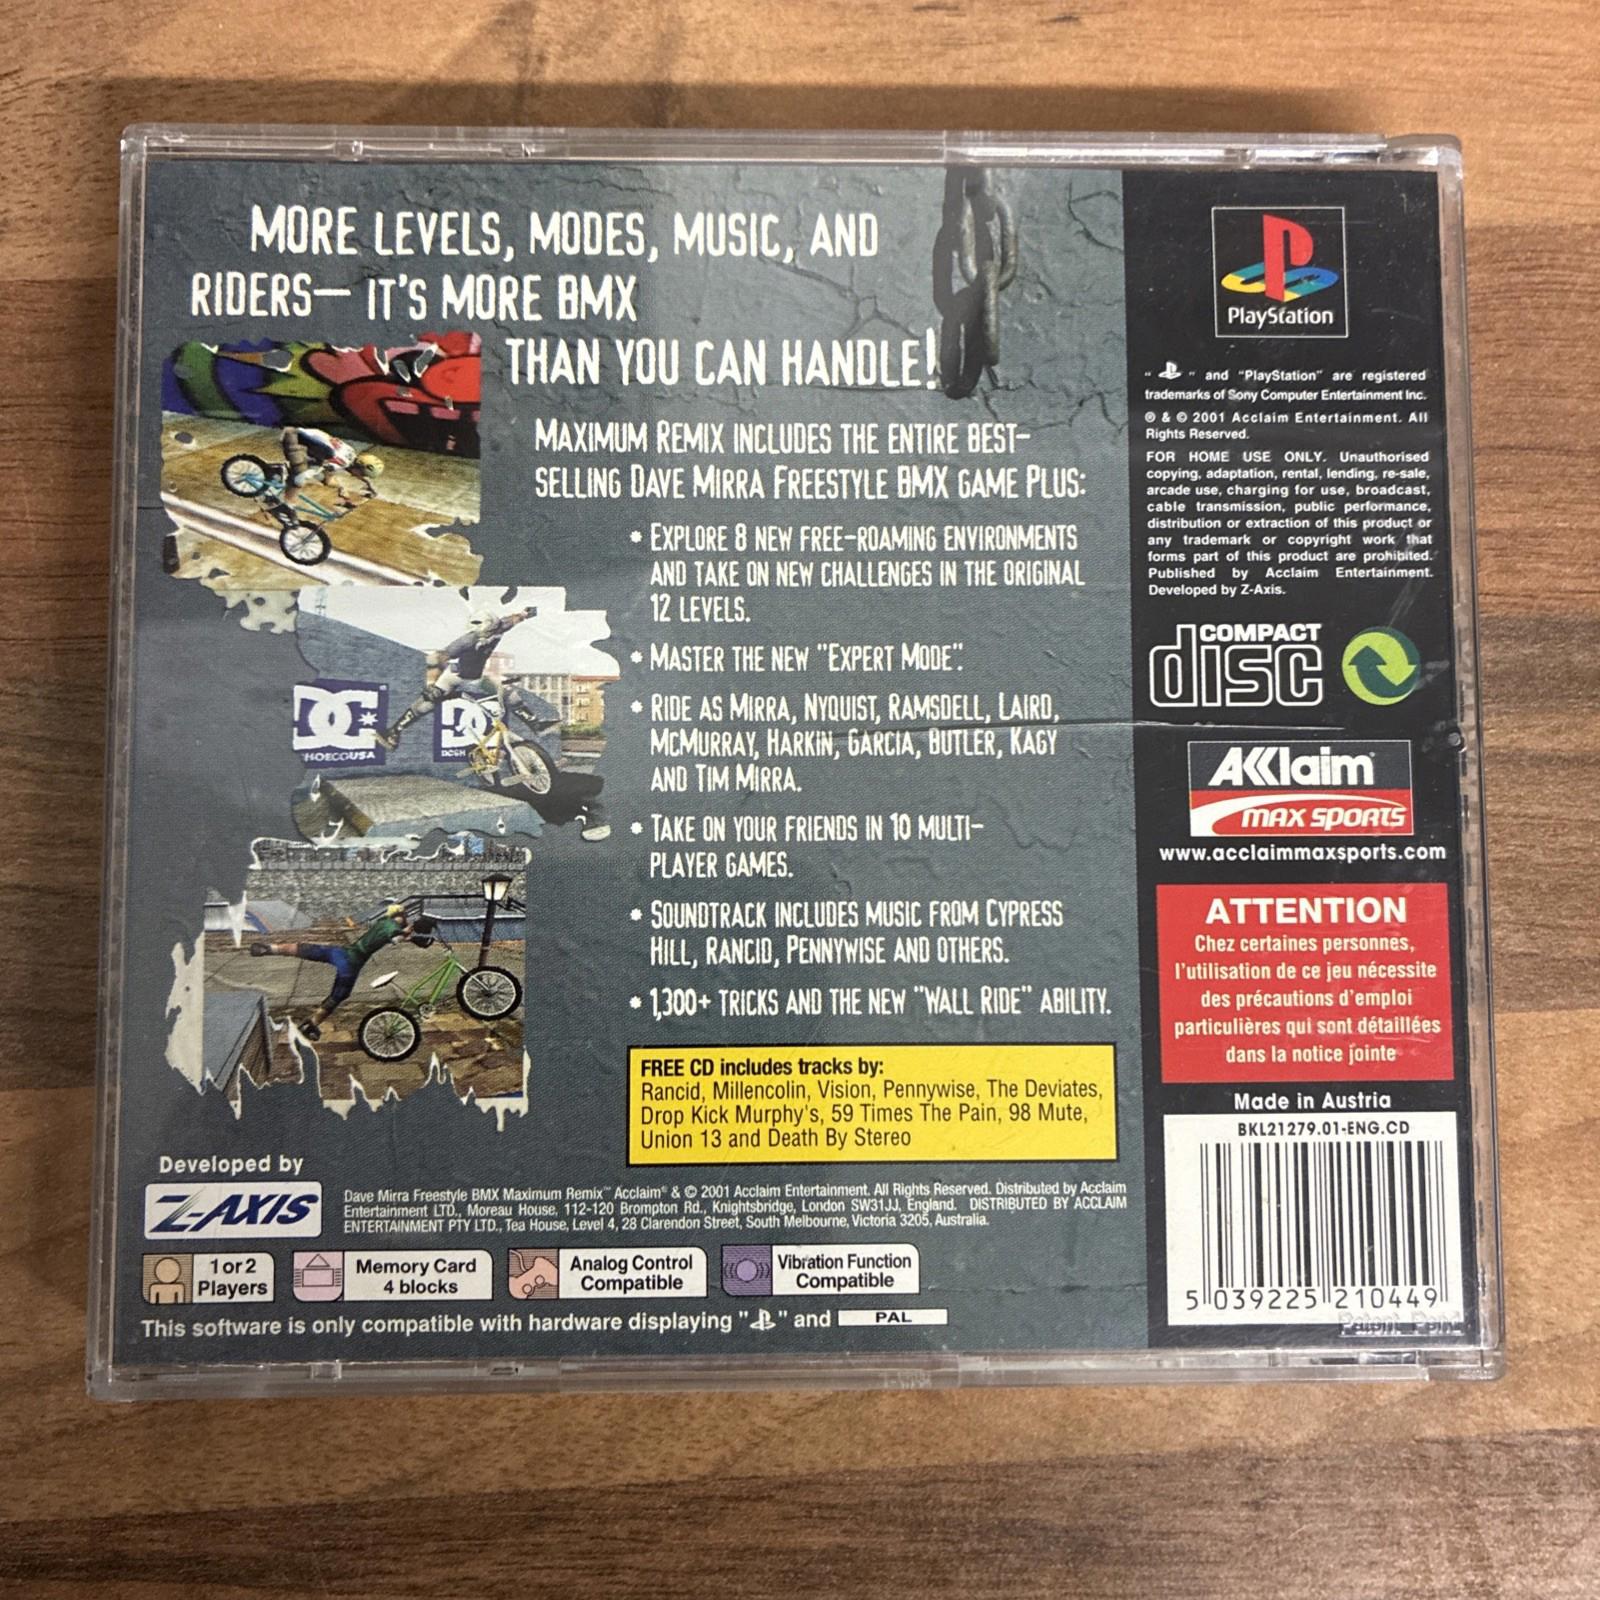 MORE LEVELS, MODES, MUSIC, AND
RIDERS— IT'S MORE BMX
THAN YOU CAN HANDLE!
MAXIMUM REMIX INCLUDES THE ENTIRE BEST-
SELLING DAVE MIRRA FREESTYLE BMX GAME PLUS:
• EXPLORE 8 NEW FREE-ROAMING ENVIRONMENTS
AND TAKE ON NEW CHALLENGES IN THE ORIGINAL
12 LEVELS.
• MASTER THE NEW "EXPERT MODE".
• RIDE AS MIRRA, NYQUIST, RAMSDELL, LAIRD,
MCMURRAY, HARKIN, GARCIA, BUTLER, KAGY
AND TIM MIRRA.
• TAKE ON YOUR FRIENDS IN 10 MULTI-
PLAYER GAMES.
• SOUNDTRACK INCLUDES MUSIC FROM CYPRESS
HILL, RANCID, PENNYWISE AND OTHERS.
• 1,300+ TRICKS AND THE NEW "WALL RIDE" ABILITY.
DC
HOECOUSA
FREE CD includes tracks by:
Rancid, Millencolin, Vision, Pennywise, The Deviates,
Drop Kick Murphy's, 59 Times The Pain, 98 Mute,
Union 13 and Death By Stereo
Developed by
Z-AXIS
Dave Mirra Freestyle BMX Maximum Remix™ Acclaim® & © 2001 Acclaim Entertainment. All Rights Reserved. Distributed by Acclaim
Entertainment LTD., Moreau House, 112-120 Brompton Rd., Knightsbridge, London SW31JJ, England. DISTRIBUTED BY ACCLAIM
ENTERTAINMENT PTY LTD., Tea House, Level 4, 28 Clarendon Street, South Melbourne, Victoria 3205, Australia.
1 or 2
Players
Memory Card
4 blocks
Analog Control
Compatible
Vibration Function
Compatible
This software is only compatible with hardware displaying " " and PAL
PlayStation
" " and "PlayStation" are registered
trademarks of Sony Computer Entertainment Inc.
® & © 2001 Acclaim Entertainment. All
Rights Reserved.
FOR HOME USE ONLY. Unauthorised
copying, adaptation, rental, lending, re-sale,
arcade use, charging for use, broadcast,
cable transmission, public performance,
distribution or extraction of this product or
any trademark or copyright work that
forms part of this product are prohibited.
Published by Acclaim Entertainment.
Developed by Z-Axis.
COMPACT
disc
AKklaim
MAX SPORTS
www.acclaimmaxsports.com
ATTENTION
Chez certaines personnes,
l'utilisation de ce jeu nécessite
des précautions d'emploi
particulières qui sont détaillées
dans la notice jointe
Made in Austria
BKL21279.01-ENG.CD
5 039225 210449
Patent Pend